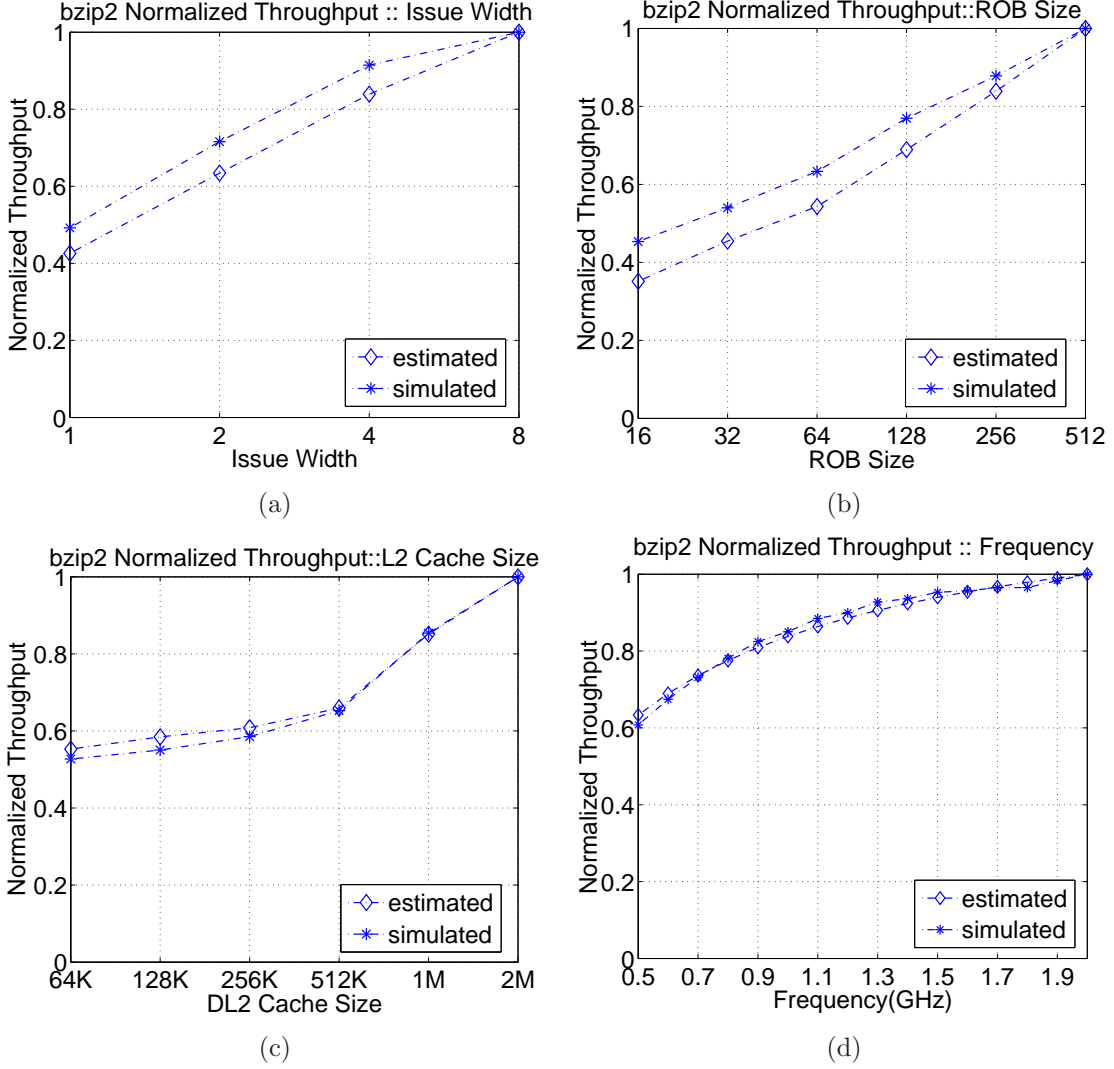 bzip2 Normalized Throughput :: Issue Width
Normalized Throughput
1
0.8
0.6
0.4
0.2
0
1 2 4 8
Issue Width
estimated
simulated
(a)
bzip2 Normalized Throughput::ROB Size
Normalized Throughput
1
0.8
0.6
0.4
0.2
0
16 32 64 128 256 512
ROB Size
estimated
simulated
(b)
bzip2 Normalized Throughput::L2 Cache Size
Normalized Throughput
1
0.8
0.6
0.4
0.2
0
64K 128K 256K 512K 1M 2M
DL2 Cache Size
estimated
simulated
(c)
bzip2 Normalized Throughput :: Frequency
Normalized Throughput
1
0.8
0.6
0.4
0.2
0
0.5 0.7 0.9 1.1 1.3 1.5 1.7 1.9
Frequency(GHz)
estimated
simulated
(d)